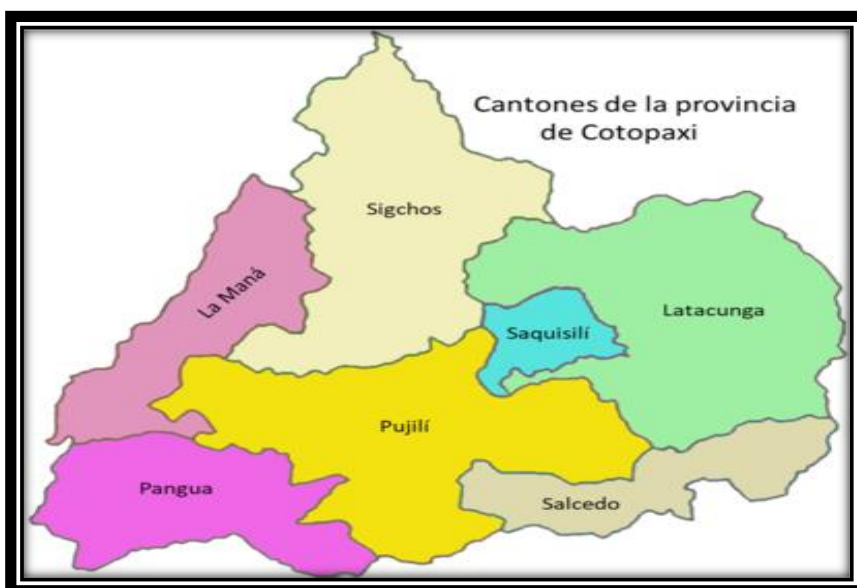 Cantones de la provincia
de Cotopaxi
Sigchos
La Maná
Latacunga
Saquisilí
Pujilí
Pangua
Salcedo